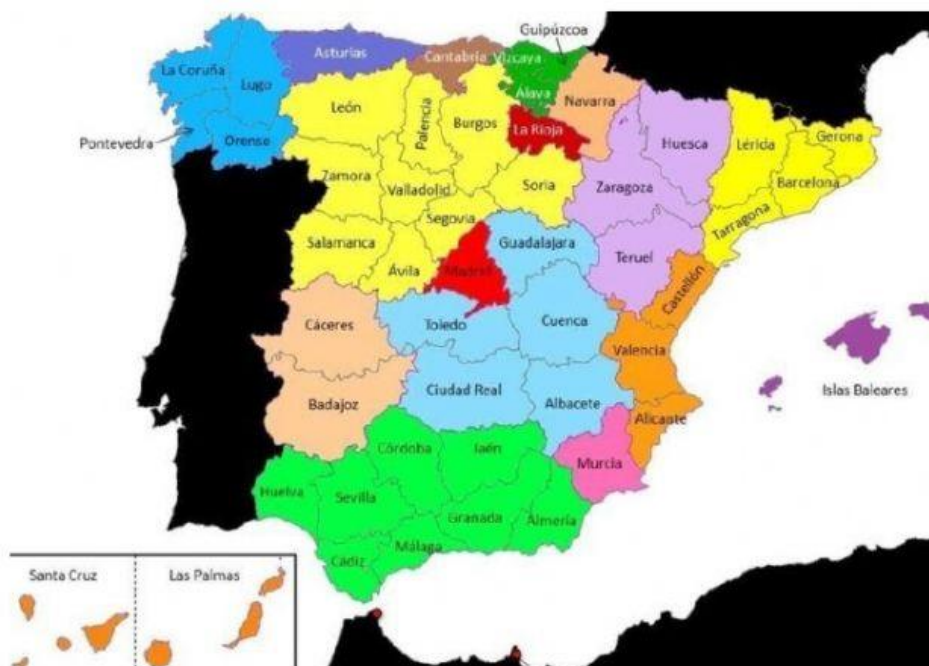 Guipúzcoa
Asturias
Cantabria
Vizcaya
La Coruña
Lugo
Álava
Navarra
León
Palencia
Burgos
La Rioja
Huesca
Lérida
Gerona
Pontevedra
Orense
Zamora
Valladolid
Soria
Zaragoza
Barcelona
Segovia
Tarragona
Salamanca
Guadalajara
Ávila
Madrid
Teruel
Castellón
Cáceres
Toledo
Cuenca
Valencia
Ciudad Real
Islas Baleares
Badajoz
Albacete
Alicante
Córdoba
Jaén
Murcia
Huelva
Sevilla
Granada
Almería
Málaga
Cádiz
Santa Cruz
Las Palmas